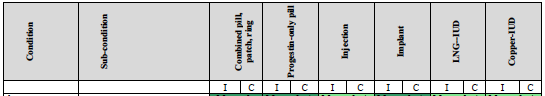 Condition
Sub-condition
Combined pill,
patch, ring
Progestin-only pill
Injection
Implant
LNG–IUD
Copper-IUD
I C I C I C I C I C I C